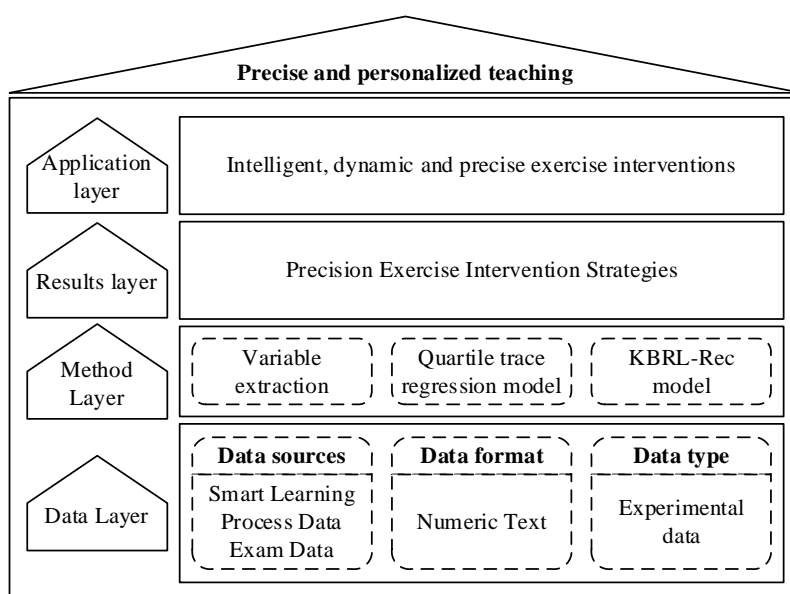 Precise and personalized teaching
Application
layer
Intelligent, dynamic and precise exercise interventions
Results layer
Precision Exercise Intervention Strategies
Method
Layer
Variable
extraction
Quartile trace
regression model
KBRL-Rec
model
Data Layer
Data sources
Smart Learning
Process Data
Exam Data
Data format
Numeric Text
Data type
Experimental
data